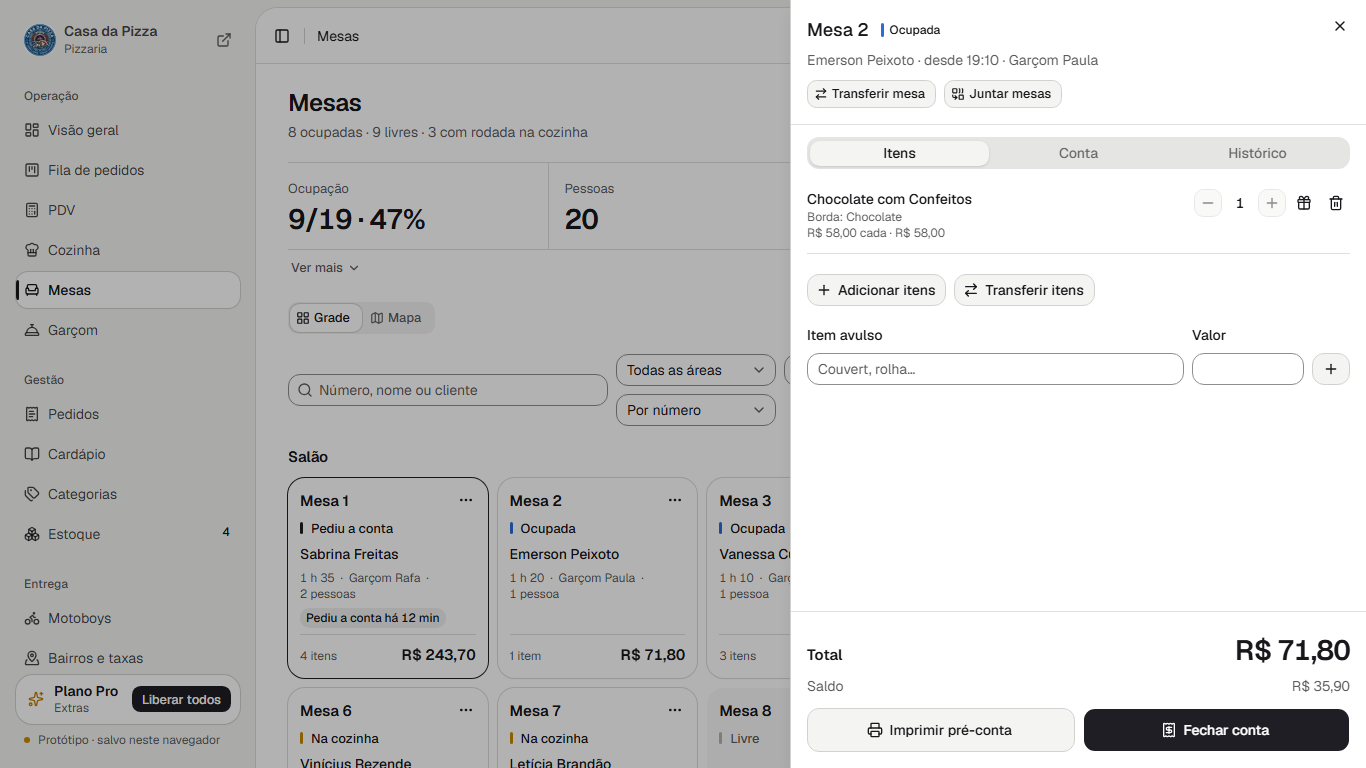 Casa da Pizza
Pizzaria
Operação
Visão geral
Fila de pedidos
PDV
Cozinha
Mesas
Garçom
Gestão
Pedidos
Cardápio
Categorias
Estoque 4
Entrega
Motoboys
Bairros e taxas
Plano Pro
Extras
Liberar todos
Protótipo · salvo neste navegador
Mesas
Mesas
8 ocupadas · 9 livres · 3 com rodada na cozinha
Ocupação
9/19 · 47%
Pessoas
20
Ver mais
Grade Mapa
Número, nome ou cliente
Todas as áreas
Por número
Salão
Mesa 1
Pediu a conta
Sabrina Freitas
1 h 35 · Garçom Rafa ·
2 pessoas
Pediu a conta há 12 min
4 itens R$ 243,70
Mesa 2
Ocupada
Emerson Peixoto
1 h 20 · Garçom Paula ·
1 pessoa
1 item R$ 71,80
Mesa 3
Ocupada
Vanessa
1 h 10
1 pessoa
3 itens
Mesa 6
Na cozinha
Vinícius Rezende
Mesa 7
Na cozinha
Letícia Brandão
Mesa 8
Livre
Mesa 2 Ocupada
Emerson Peixoto · desde 19:10 · Garçom Paula
Transferir mesa Juntar mesas
Itens Conta Histórico
Chocolate com Confeitos
Borda: Chocolate
R$ 58,00 cada · R$ 58,00
1
Adicionar itens Transferir itens
Item avulso Valor
Couvert, rolha…
Total R$ 71,80
Saldo R$ 35,90
Imprimir pré-conta Fechar conta